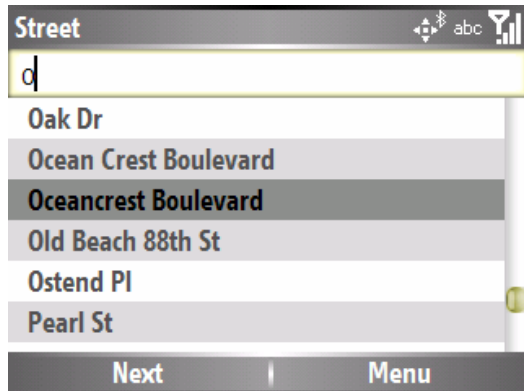 Street abc
o
Oak Dr
Ocean Crest Boulevard
Oceancrest Boulevard
Old Beach 88th St
Ostend Pl
Pearl St
Next Menu